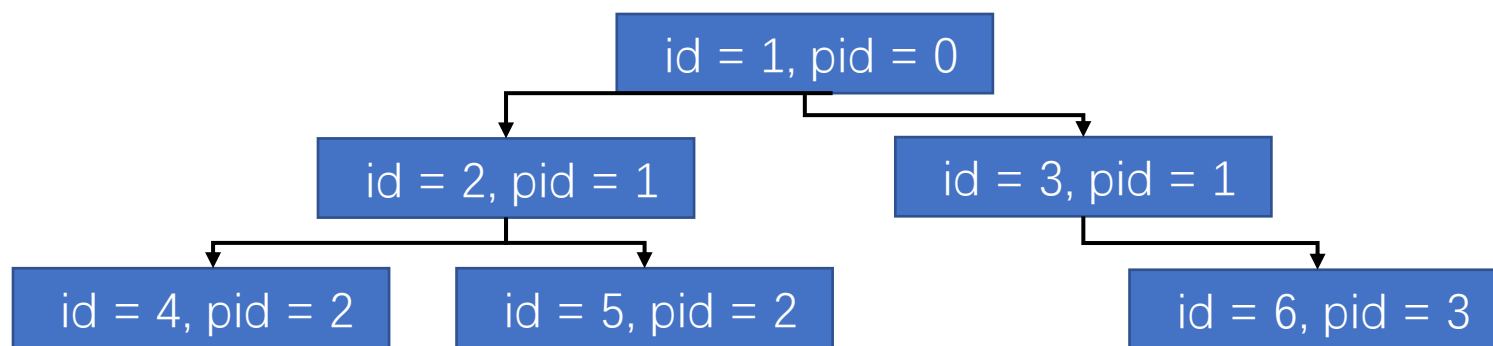 id = 1, pid = 0
id = 2, pid = 1
id = 3, pid = 1
id = 4, pid = 2
id = 5, pid = 2
id = 6, pid = 3